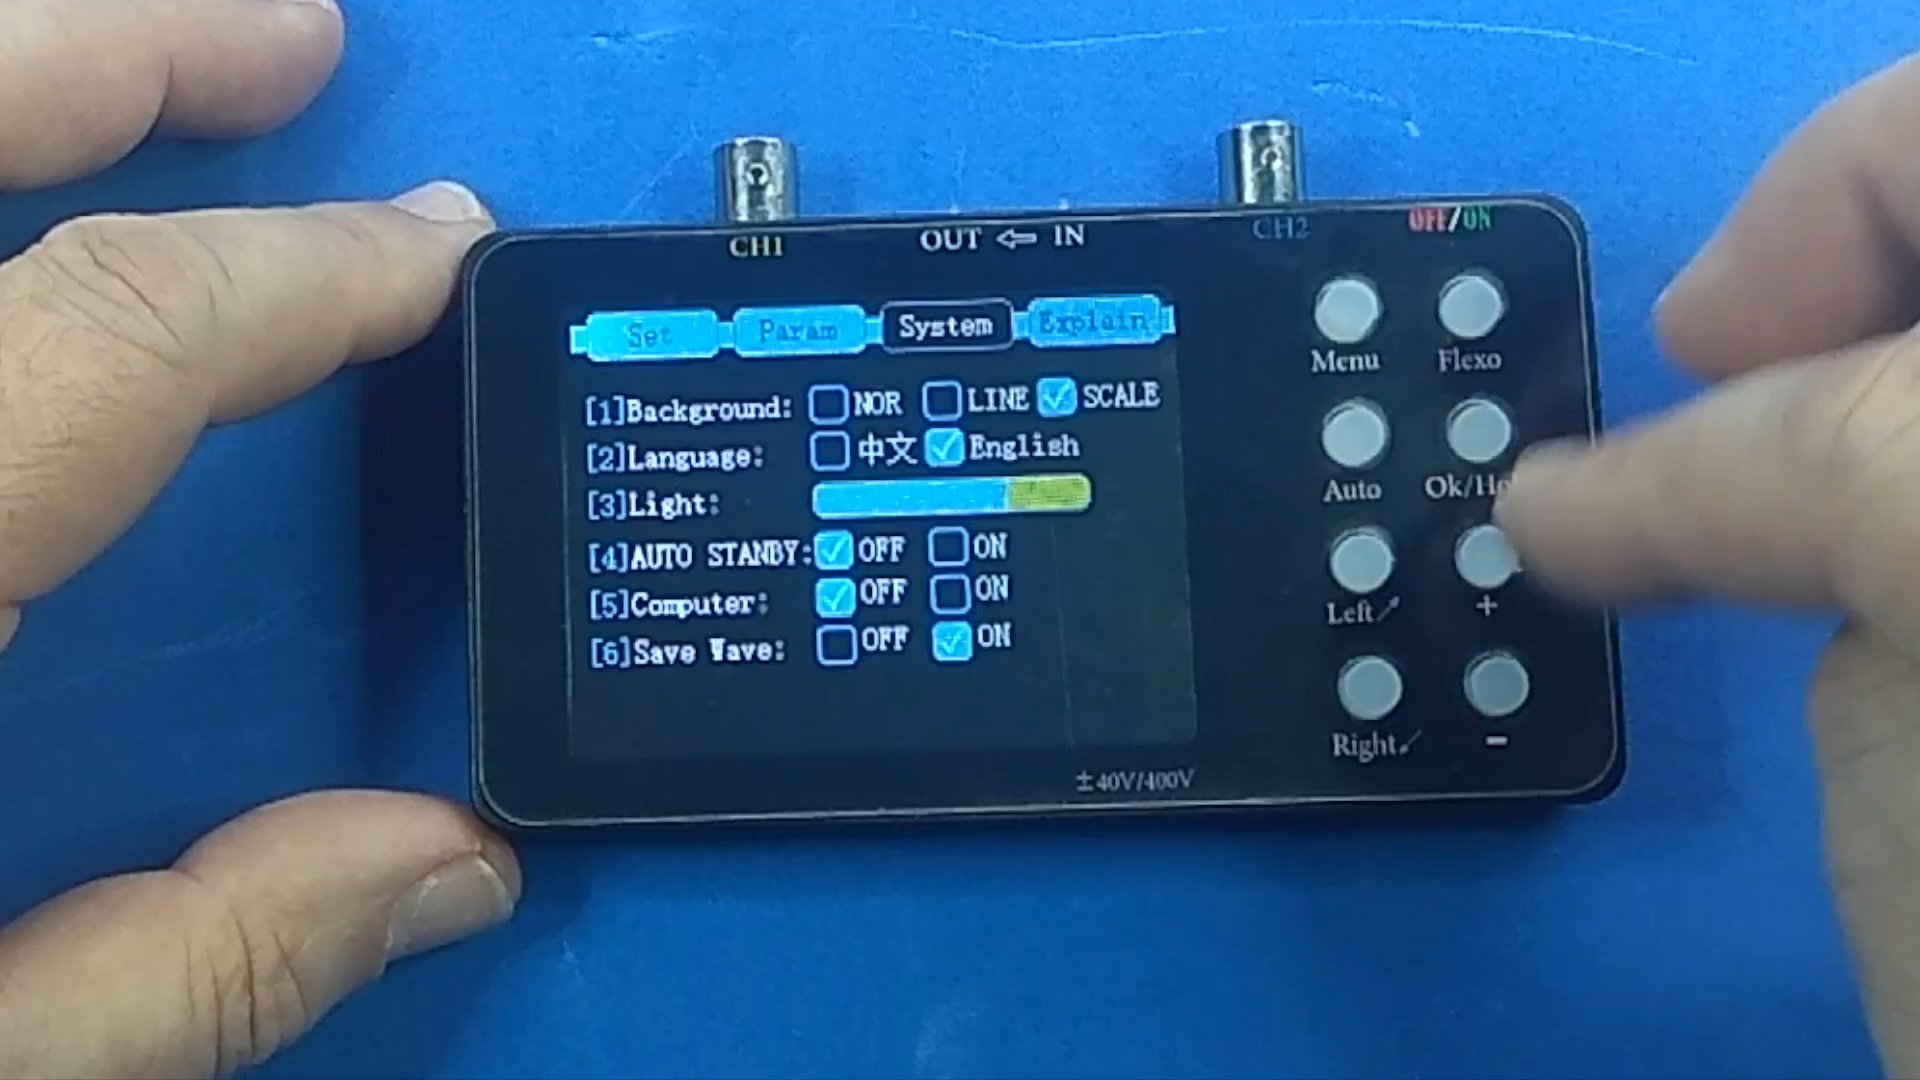 OFF/ON
CH1 OUT ⇐ IN CH2
Set Param System Explain
[1]Background: NOR LINE SCALE
[2]Language: 中文 English
[3]Light:
[4]AUTO STANBY: OFF ON
[5]Computer: OFF ON
[6]Save Wave: OFF ON
Menu Flexo
Auto
Left↗ +
Right↙ -
±40V/400V